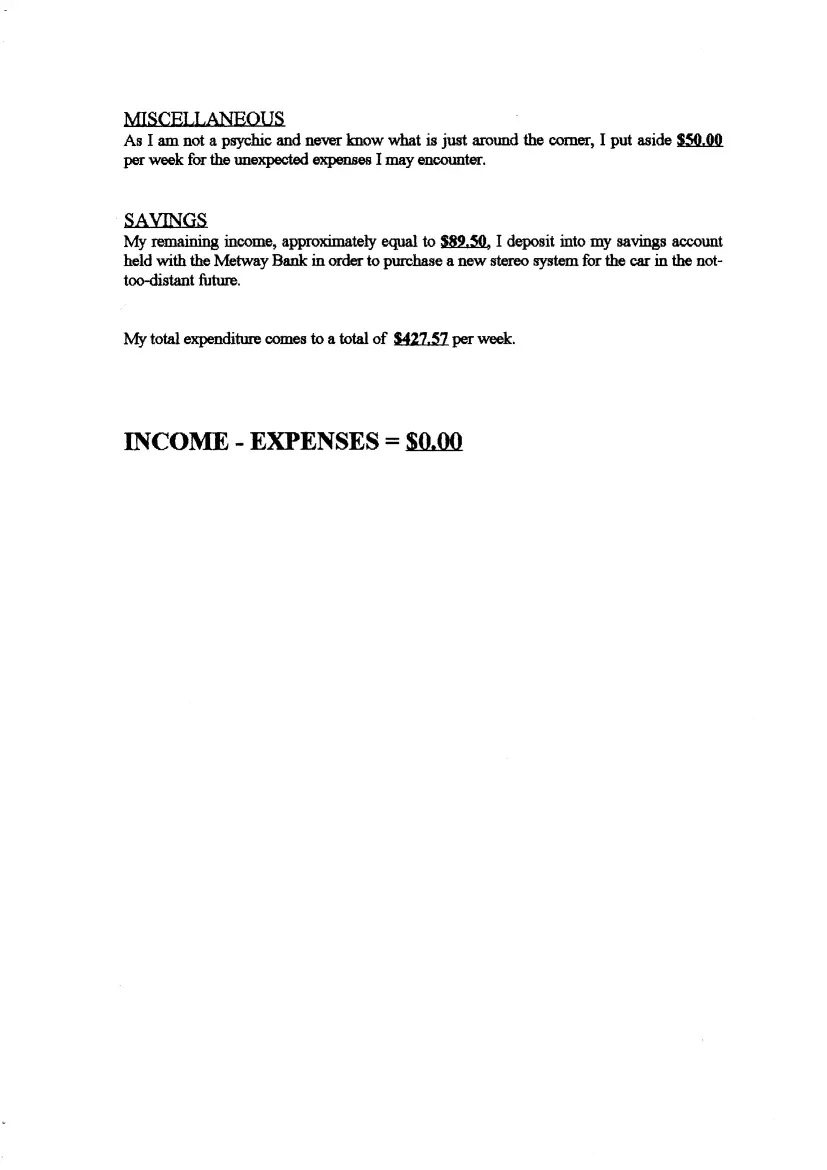 MISCELLANEOUS
As I am not a psychic and never know what is just around the corner, I put aside $50.00
per week for the unexpected expenses I may encounter.
SAVINGS
My remaining income, approximately equal to $89.50, I deposit into my savings account
held with the Metway Bank in order to purchase a new stereo system for the car in the not-
too-distant future.
My total expenditure comes to a total of $427.57 per week.
INCOME - EXPENSES = $0.00